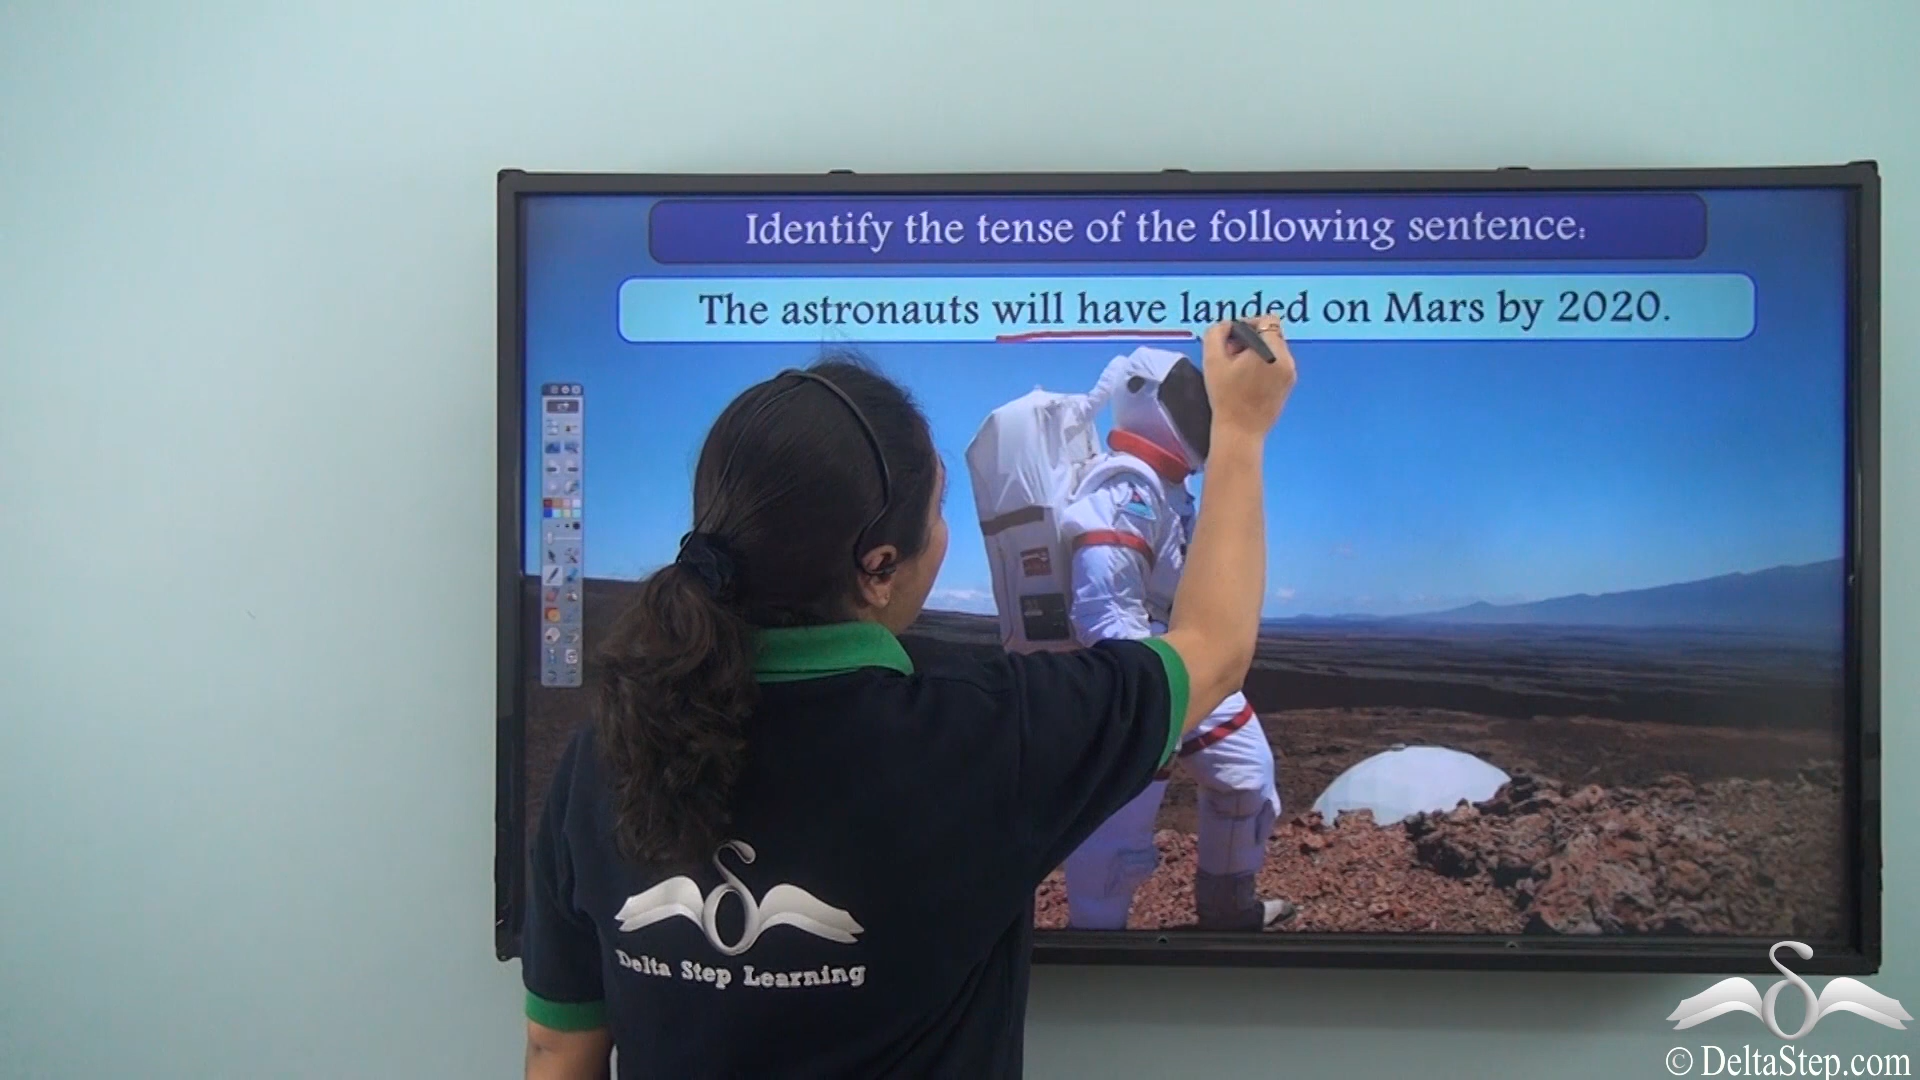 Identify the tense of the following sentence:
The astronauts will have landed on Mars by 2020.
Delta Step Learning
© DeltaStep.com